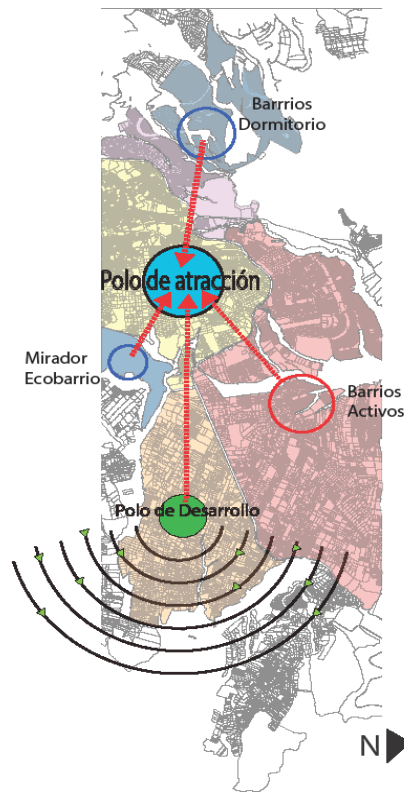 Barrrios
Dormitorio
Polo de atracción
Mirador
Ecobarrio
Barrios
Activos
Polo de Desarrollo
N